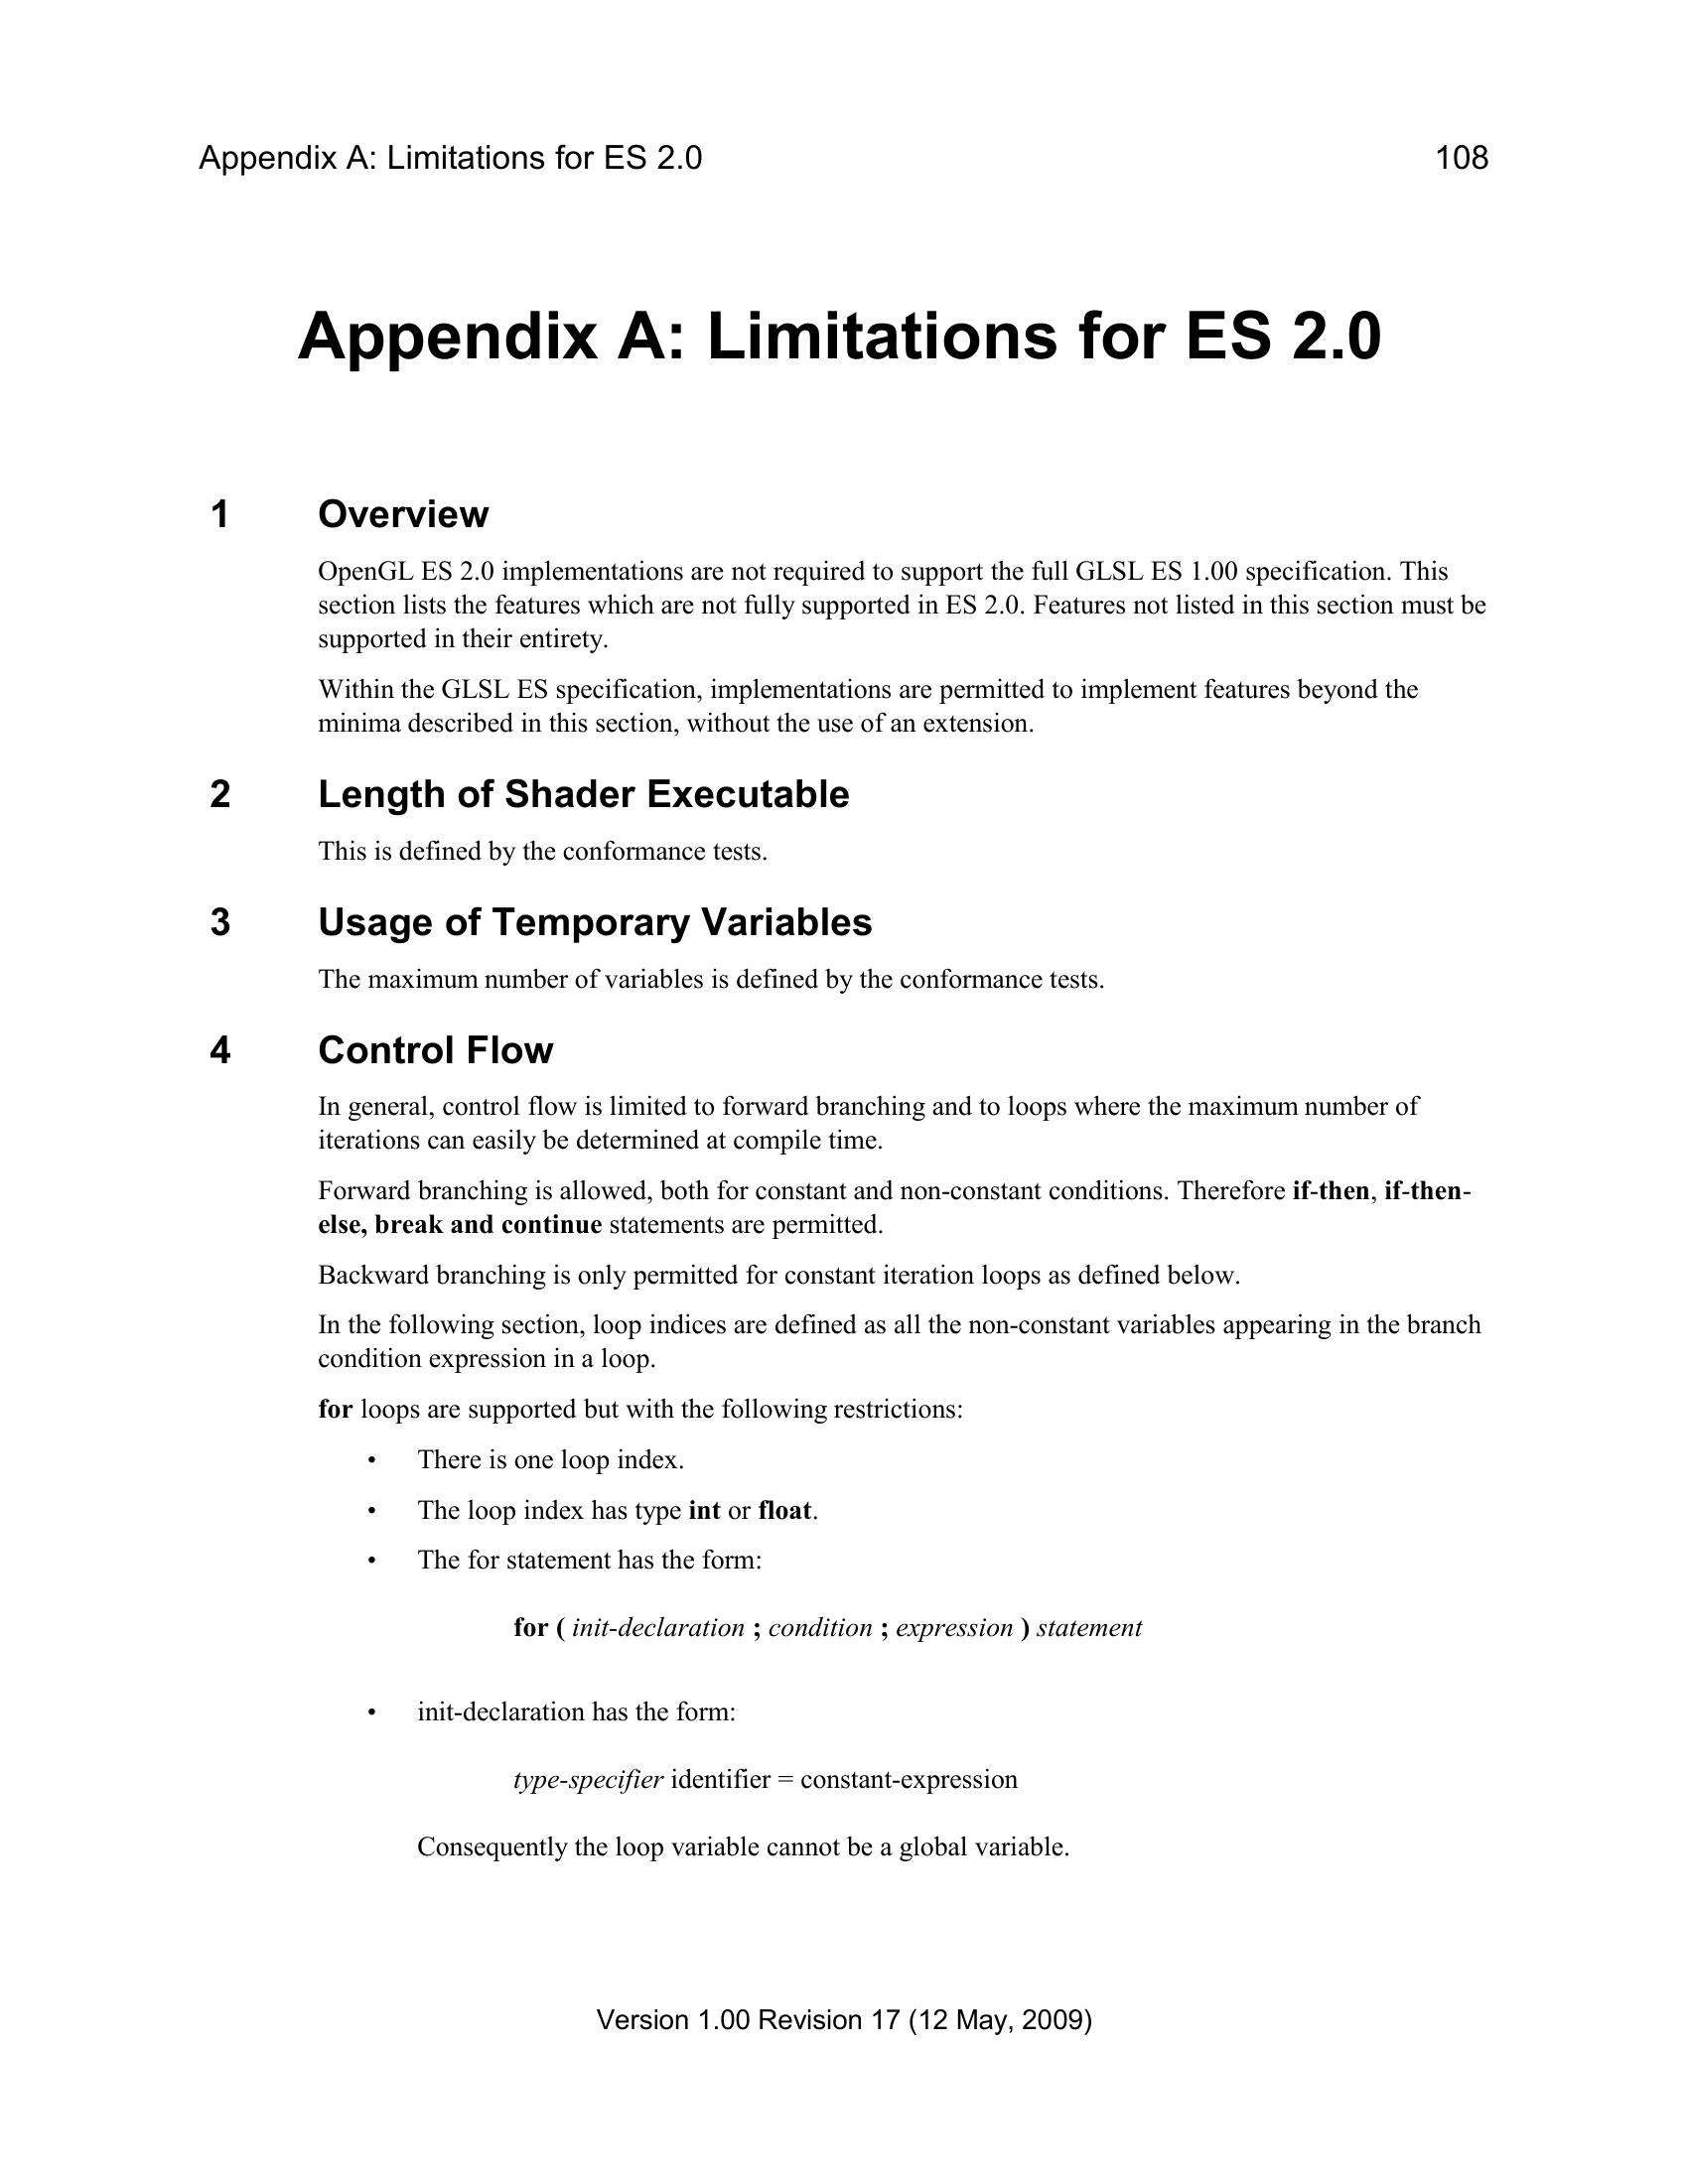 Appendix A: Limitations for ES 2.0 108
Appendix A: Limitations for ES 2.0
1 Overview
OpenGL ES 2.0 implementations are not required to support the full GLSL ES 1.00 specification. This
section lists the features which are not fully supported in ES 2.0. Features not listed in this section must be
supported in their entirety.
Within the GLSL ES specification, implementations are permitted to implement features beyond the
minima described in this section, without the use of an extension.
2 Length of Shader Executable
This is defined by the conformance tests.
3 Usage of Temporary Variables
The maximum number of variables is defined by the conformance tests.
4 Control Flow
In general, control flow is limited to forward branching and to loops where the maximum number of
iterations can easily be determined at compile time.
Forward branching is allowed, both for constant and non-constant conditions. Therefore if-then, if-then-
else, break and continue statements are permitted.
Backward branching is only permitted for constant iteration loops as defined below.
In the following section, loop indices are defined as all the non-constant variables appearing in the branch
condition expression in a loop.
for loops are supported but with the following restrictions:
• There is one loop index.
• The loop index has type int or float.
• The for statement has the form:
for ( init-declaration ; condition ; expression ) statement
• init-declaration has the form:
type-specifier identifier = constant-expression
Consequently the loop variable cannot be a global variable.
Version 1.00 Revision 17 (12 May, 2009)